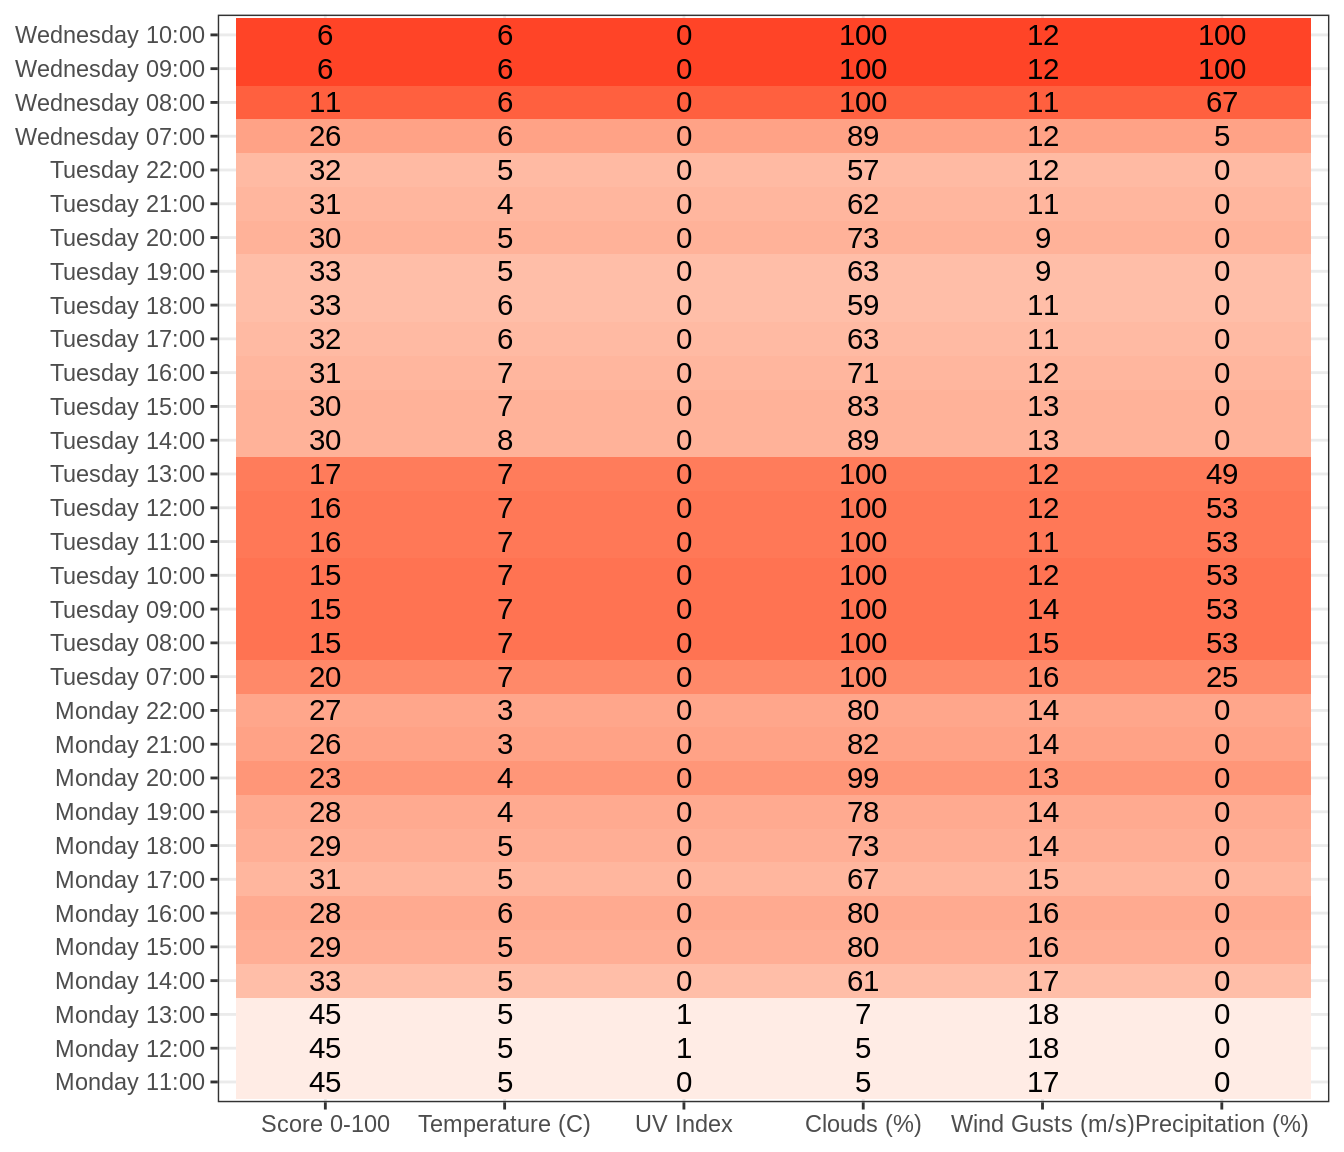 Wednesday 10:00 6 6 0 100 12 100
Wednesday 09:00 6 6 0 100 12 100
Wednesday 08:00 11 6 0 100 11 67
Wednesday 07:00 26 6 0 89 12 5
Tuesday 22:00 32 5 0 57 12 0
Tuesday 21:00 31 4 0 62 11 0
Tuesday 20:00 30 5 0 73 9 0
Tuesday 19:00 33 5 0 63 9 0
Tuesday 18:00 33 6 0 59 11 0
Tuesday 17:00 32 6 0 63 11 0
Tuesday 16:00 31 7 0 71 12 0
Tuesday 15:00 30 7 0 83 13 0
Tuesday 14:00 30 8 0 89 13 0
Tuesday 13:00 17 7 0 100 12 49
Tuesday 12:00 16 7 0 100 12 53
Tuesday 11:00 16 7 0 100 11 53
Tuesday 10:00 15 7 0 100 12 53
Tuesday 09:00 15 7 0 100 14 53
Tuesday 08:00 15 7 0 100 15 53
Tuesday 07:00 20 7 0 100 16 25
Monday 22:00 27 3 0 80 14 0
Monday 21:00 26 3 0 82 14 0
Monday 20:00 23 4 0 99 13 0
Monday 19:00 28 4 0 78 14 0
Monday 18:00 29 5 0 73 14 0
Monday 17:00 31 5 0 67 15 0
Monday 16:00 28 6 0 80 16 0
Monday 15:00 29 5 0 80 16 0
Monday 14:00 33 5 0 61 17 0
Monday 13:00 45 5 1 7 18 0
Monday 12:00 45 5 1 5 18 0
Monday 11:00 45 5 0 5 17 0
Score 0-100 Temperature (C) UV Index Clouds (%) Wind Gusts (m/s) Precipitation (%)